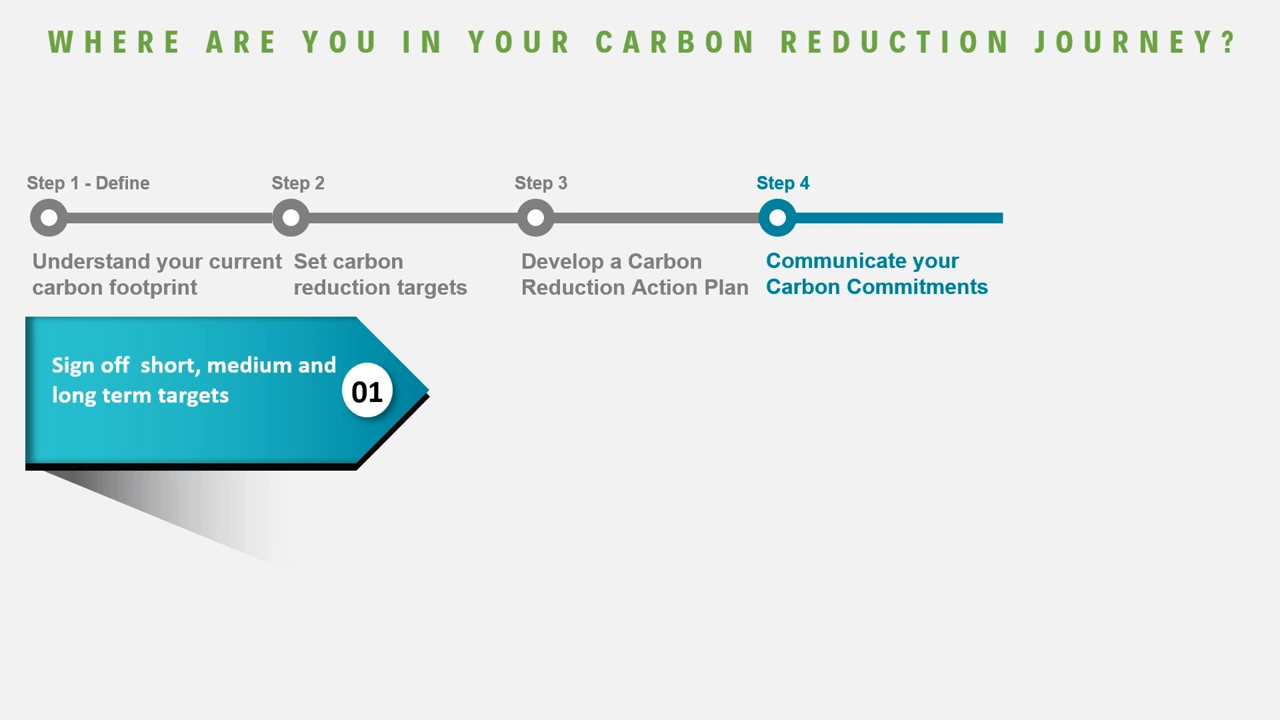 WHERE ARE YOU IN YOUR CARBON REDUCTION JOURNEY?
Step 1 - Define
Step 2
Step 3
Step 4
Understand your current
carbon footprint
Set carbon
reduction targets
Develop a Carbon
Reduction Action Plan
Communicate your
Carbon Commitments
Sign off  short, medium and
long term targets
01